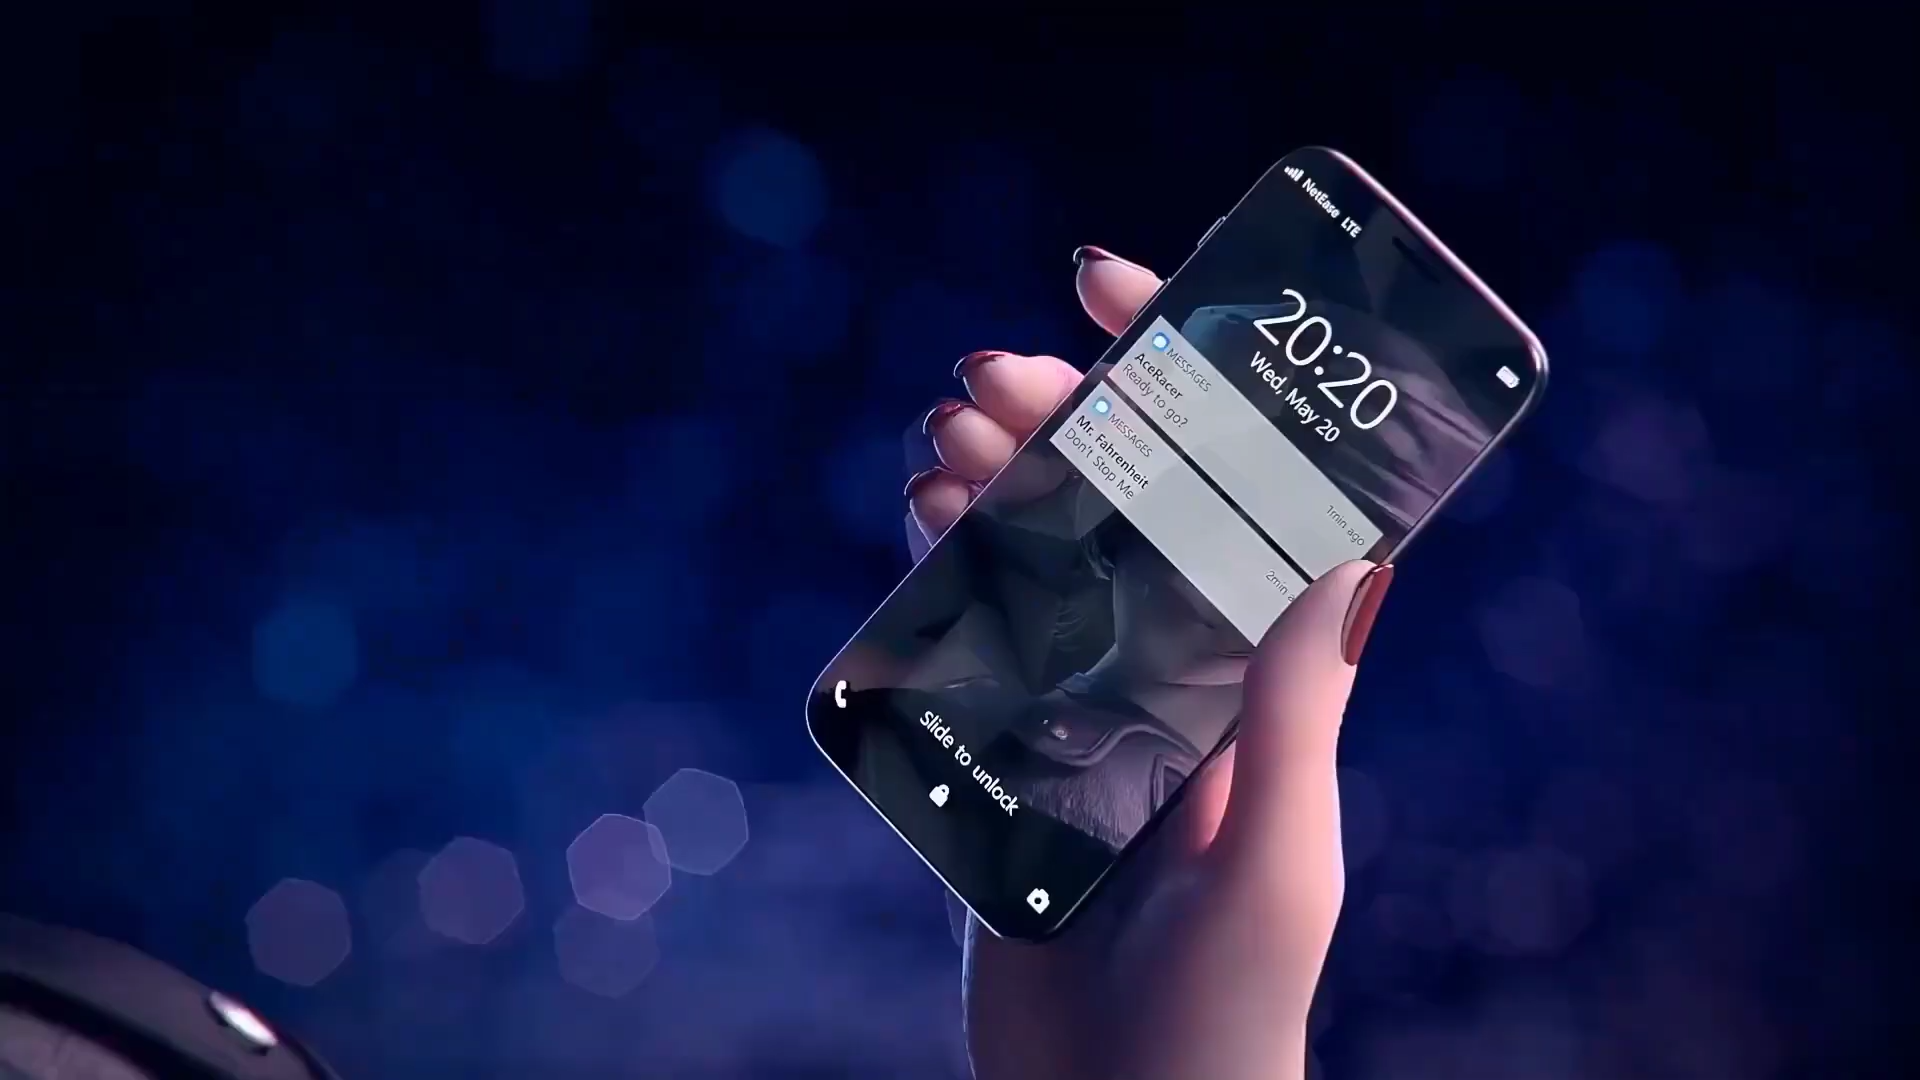 NetEase LTE
20:20
Wed, May 20
MESSAGES
AceRacer
Ready to go?
1min ago
MESSAGES
Mr. Fahrenheit
Don't Stop Me
2min
Slide to unlock